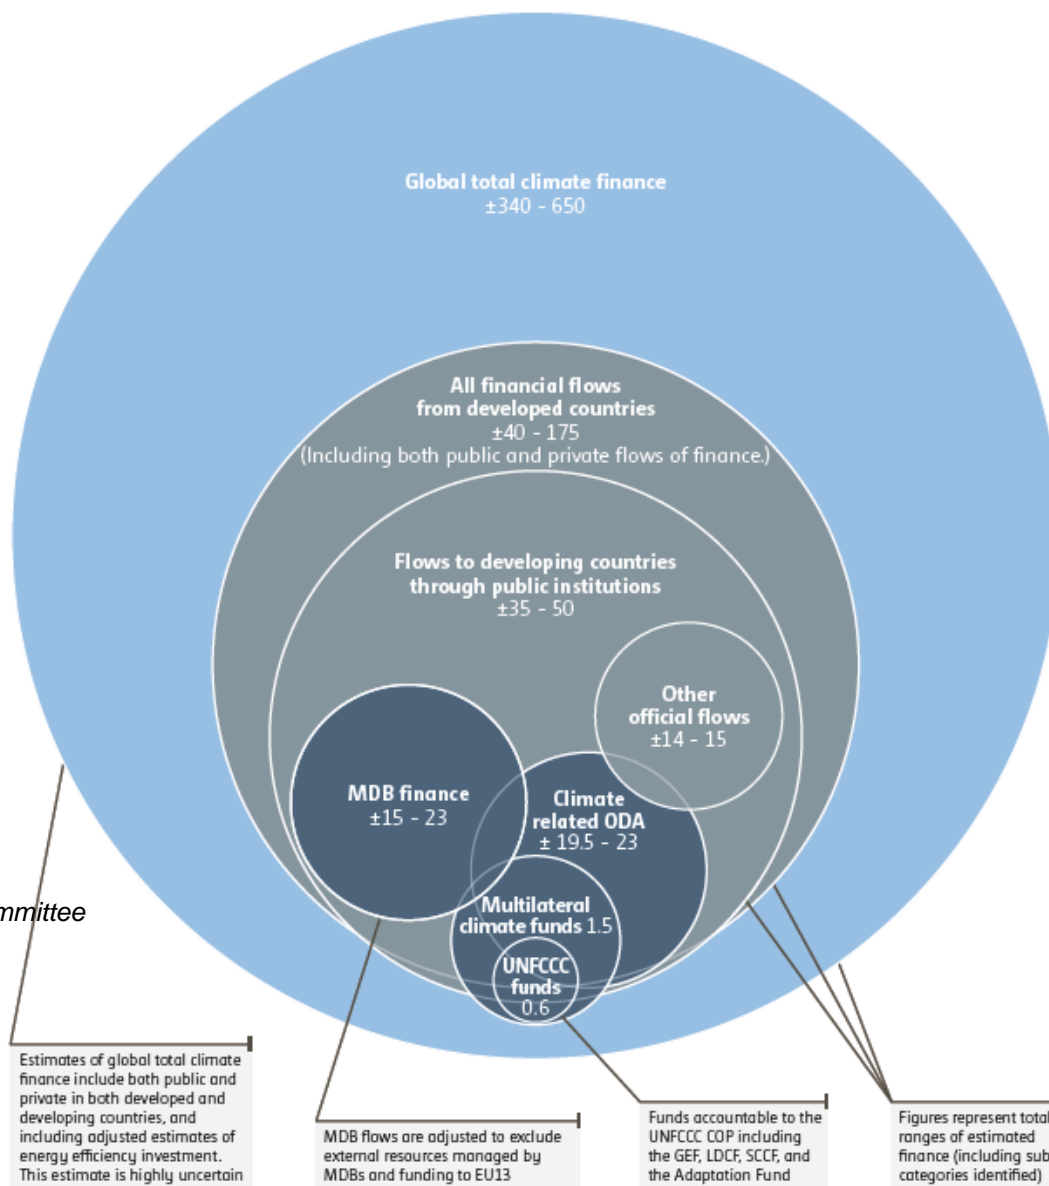 Global total climate finance
±340 - 650
All financial flows
from developed countries
±40 - 175
(Including both public and private flows of finance.)
Flows to developing countries
through public institutions
±35 - 50
Other
official flows
±14 - 15
MDB finance
±15 - 23
Climate
related ODA
± 19.5 - 23
Multilateral
climate funds 1.5
UNFCCC
funds
0.6
mmittee
Estimates of global total climate
finance include both public and
private in both developed and
developing countries, and
including adjusted estimates of
energy efficiency investment.
This estimate is highly uncertain
MDB flows are adjusted to exclude
external resources managed by
MDBs and funding to EU13
Funds accountable to the
UNFCCC COP including
the GEF, LDCF, SCCF, and
the Adaptation Fund
Figures represent total
ranges of estimated
finance (including sub
categories identified)